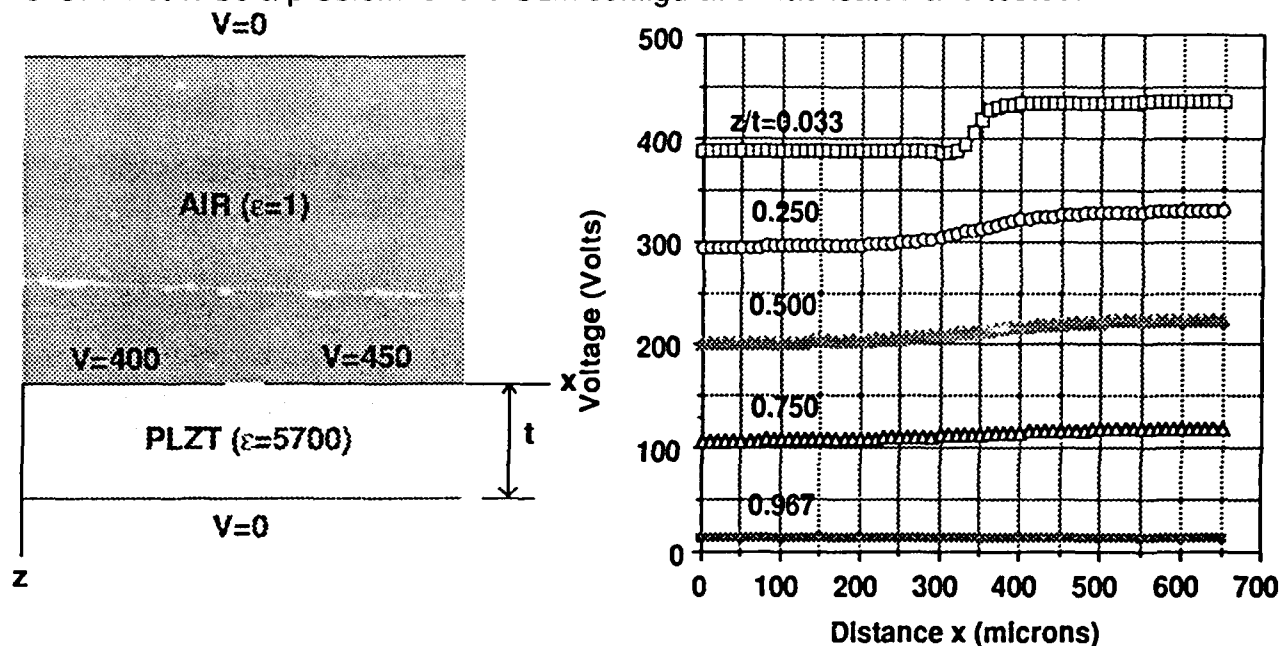 V=0
AIR (ε=1)
V=400
V=450
x
PLZT (ε=5700)
t
V=0
z
Voltage (Volts)
500
400
300
200
100
0
z/t=0.033
0.250
0.500
0.750
0.967
0 100 200 300 400 500 600 700
Distance x (microns)